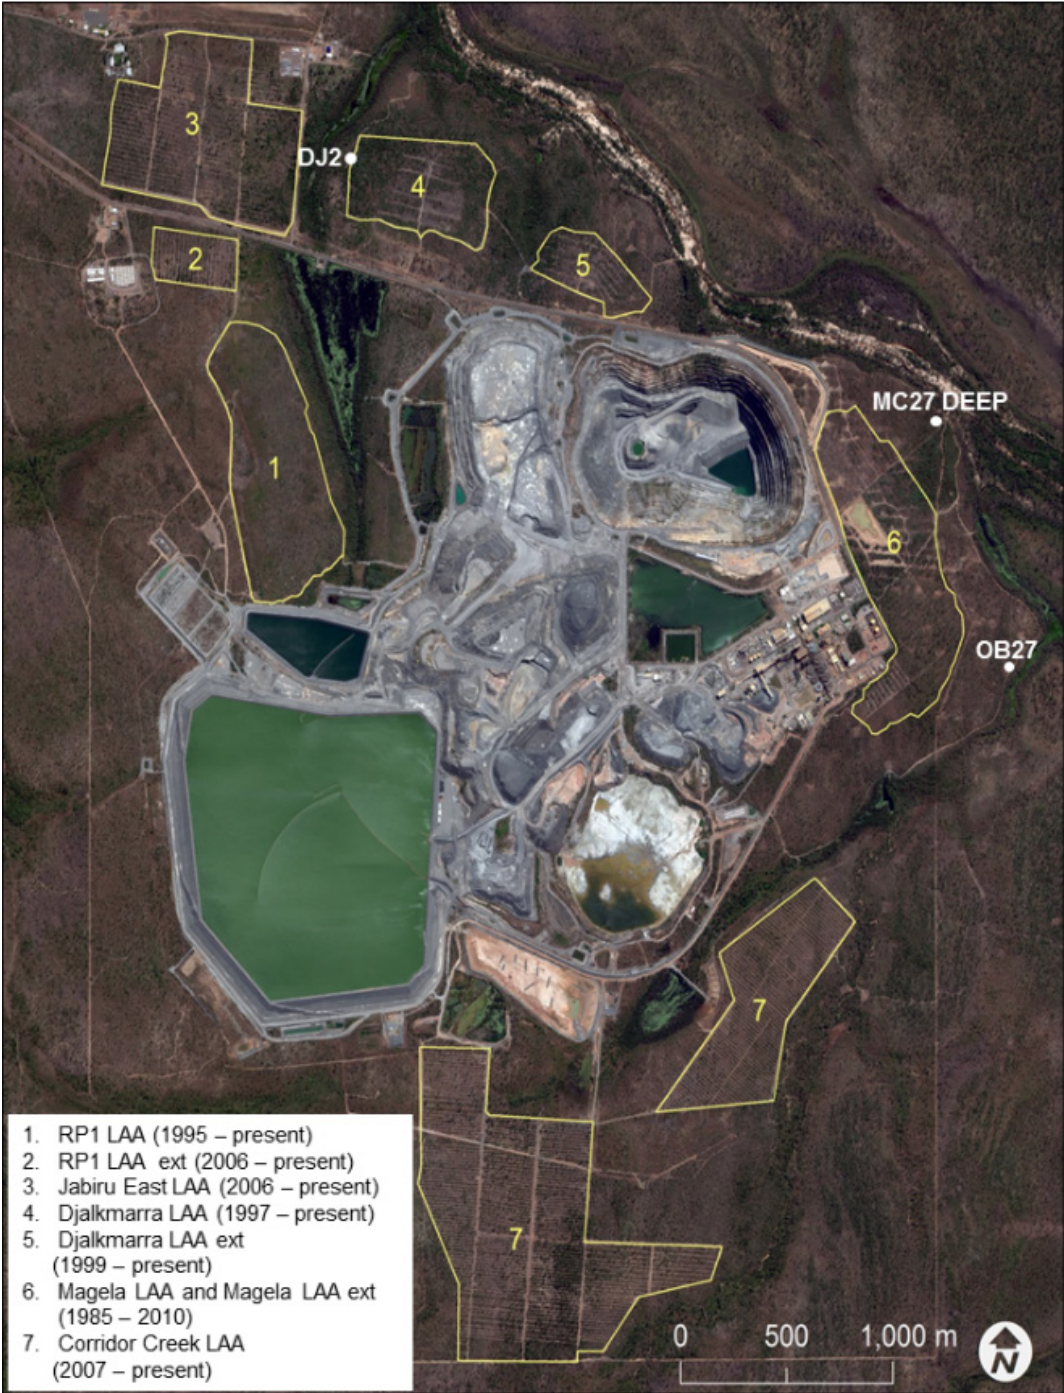 3
DJ2
4
2
5
MC27 DEEP
1
6
OB27
7
7
1. RP1 LAA (1995 – present)
2. RP1 LAA ext (2006 – present)
3. Jabiru East LAA (2006 – present)
4. Djalkmarra LAA (1997 – present)
5. Djalkmarra LAA ext
(1999 – present)
6. Magela LAA and Magela LAA ext
(1985 – 2010)
7. Corridor Creek LAA
(2007 – present)
0 500 1,000 m
N